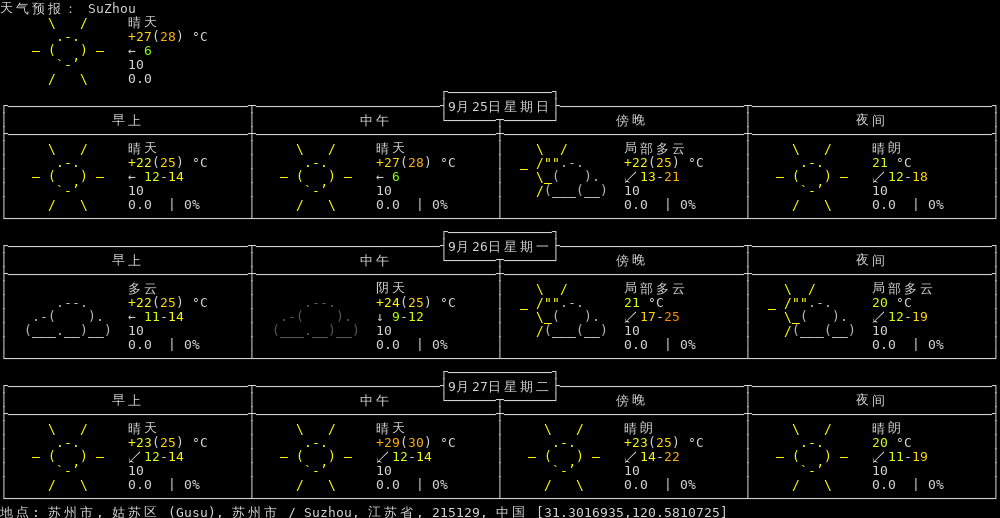 天气预报: SuZhou
晴天
+27(28) °C
← 6
10
0.0
9月25日星期日
早上 中午 傍晚 夜间
晴天 晴天 局部多云 晴朗
+22(25) °C +27(28) °C +22(25) °C 21 °C
← 12-14 ← 6 ↙ 13-21 ↙ 12-18
10 10 10 10
0.0 | 0% 0.0 | 0% 0.0 | 0% 0.0 | 0%
9月26日星期一
早上 中午 傍晚 夜间
多云 阴天 局部多云 局部多云
+22(25) °C +24(25) °C 21 °C 20 °C
← 11-14 ↓ 9-12 ↙ 17-25 ↙ 12-19
10 10 10 10
0.0 | 0% 0.0 | 0% 0.0 | 0% 0.0 | 0%
9月27日星期二
早上 中午 傍晚 夜间
晴天 晴天 晴朗 晴朗
+23(25) °C +29(30) °C +23(25) °C 20 °C
↙ 12-14 ↙ 12-14 ↙ 14-22 ↙ 11-19
10 10 10 10
0.0 | 0% 0.0 | 0% 0.0 | 0% 0.0 | 0%
地点: 苏州市, 姑苏区 (Gusu), 苏州市 / Suzhou, 江苏省, 215129, 中国 [31.3016935,120.5810725]